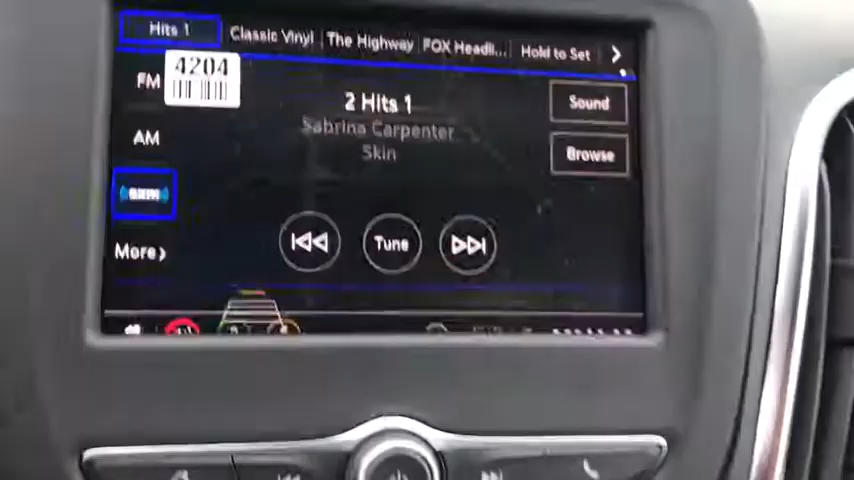 Hits 1
Classic Vinyl
The Highway
FOX Headli...
Hold to Set
FM
4204
AM
More
2 Hits 1
Sabrina Carpenter
Skin
Sound
Browse
Tune